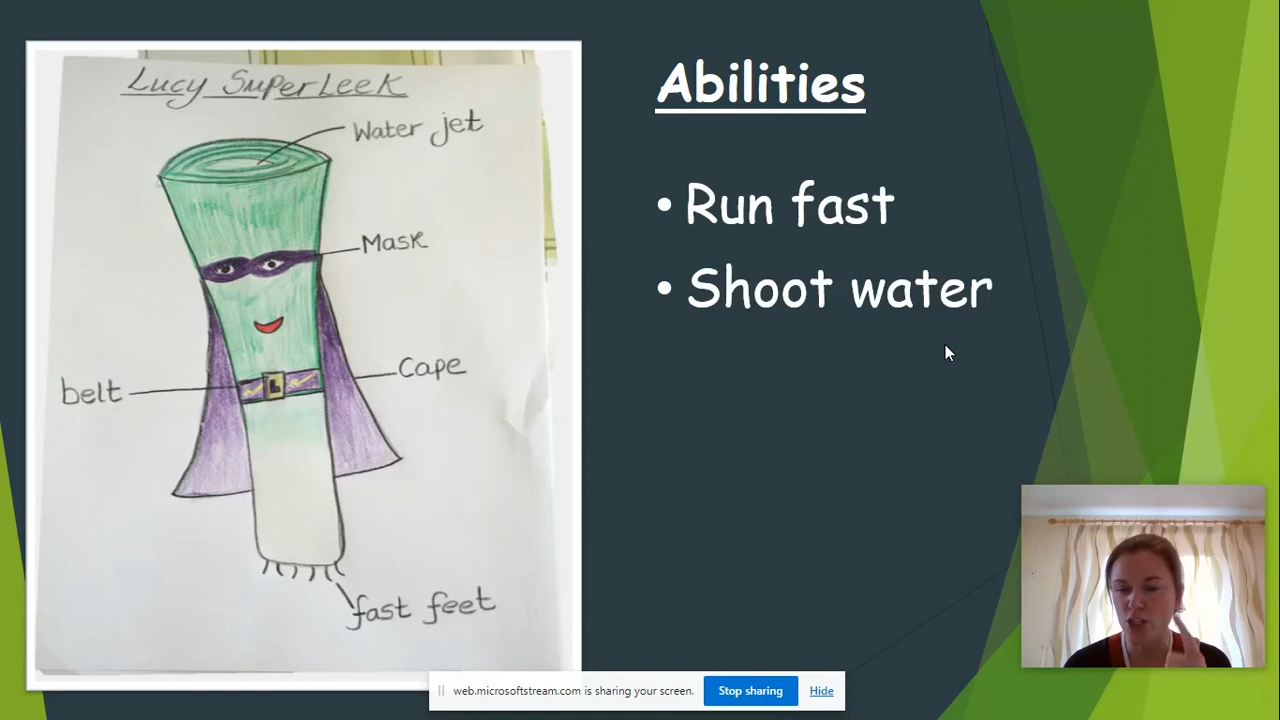 Lucy SuperLeek
Water jet
Mask
Cape
belt
L
fast feet
Abilities
• Run fast
• Shoot water
web.microsoftstream.com is sharing your screen.
Stop sharing
Hide